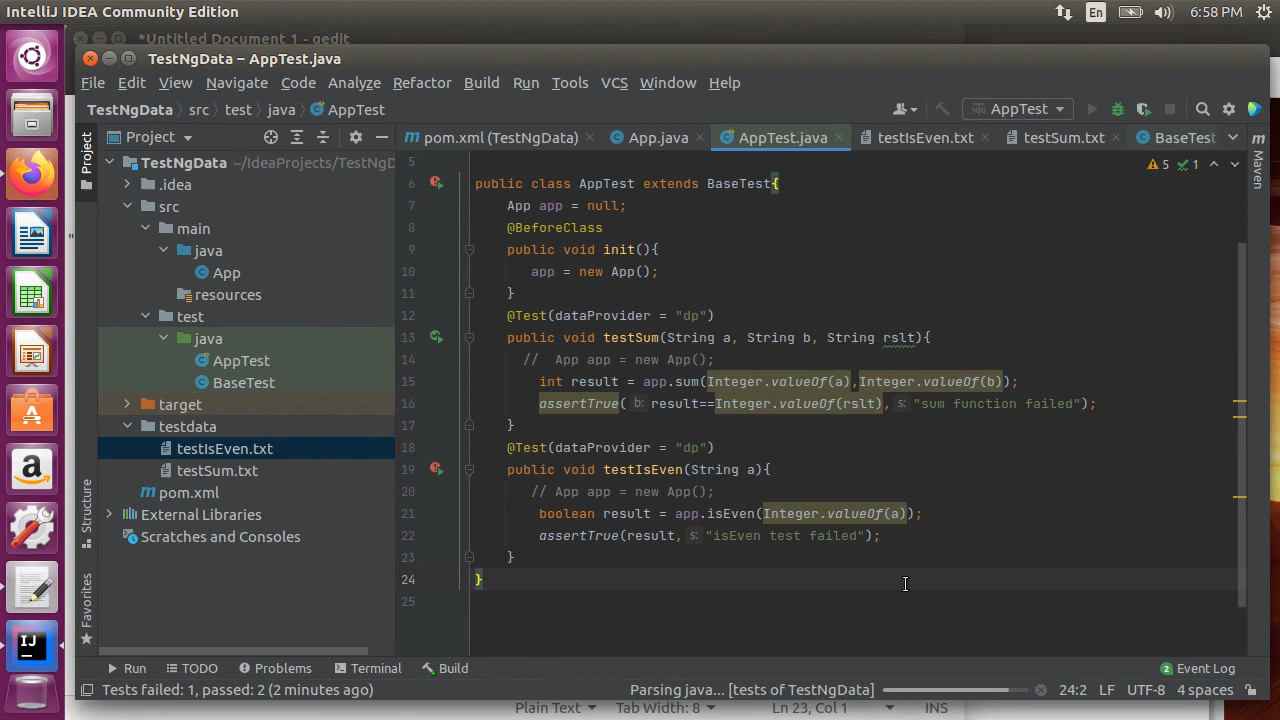 IntelliJ IDEA Community Edition
En
6:58 PM
*Untitled Document 1 - gedit
TestNgData – AppTest.java
File Edit View Navigate Code Analyze Refactor Build Run Tools VCS Window Help
TestNgData src test java AppTest
AppTest
Project
pom.xml (TestNgData) App.java AppTest.java testIsEven.txt testSum.txt BaseTest
Project
Structure
Favorites
Maven
TestNgData ~/IdeaProjects/TestNgD
.idea
src
main
java
App
resources
test
java
AppTest
BaseTest
target
testdata
testIsEven.txt
testSum.txt
pom.xml
External Libraries
Scratches and Consoles
5 1
5
6 public class AppTest extends BaseTest{
7 App app = null;
8 @BeforeClass
9 public void init(){
10 app = new App();
11 }
12 @Test(dataProvider = "dp")
13 public void testSum(String a, String b, String rslt){
14 // App app = new App();
15 int result = app.sum(Integer.valueOf(a),Integer.valueOf(b));
16 assertTrue( b: result==Integer.valueOf(rslt), s: "sum function failed");
17 }
18 @Test(dataProvider = "dp")
19 public void testIsEven(String a){
20 // App app = new App();
21 boolean result = app.isEven(Integer.valueOf(a));
22 assertTrue(result, s: "isEven test failed");
23 }
24 }
25
Run TODO Problems Terminal Build 2 Event Log
Tests failed: 1, passed: 2 (2 minutes ago) Parsing java... [tests of TestNgData] 24:2 LF UTF-8 4 spaces
Plain Text Tab Width: 8 Ln 23, Col 1 INS